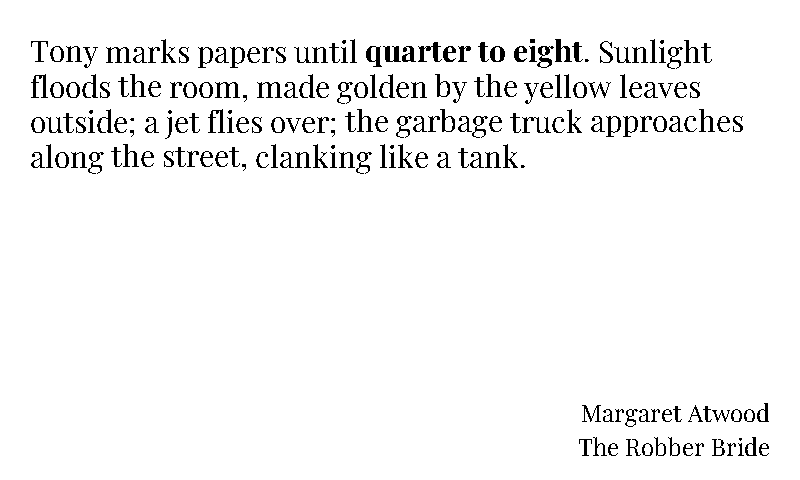 Tony marks papers until quarter to eight. Sunlight
floods the room, made golden by the yellow leaves
outside; a jet flies over; the garbage truck approaches
along the street, clanking like a tank.
Margaret Atwood
The Robber Bride